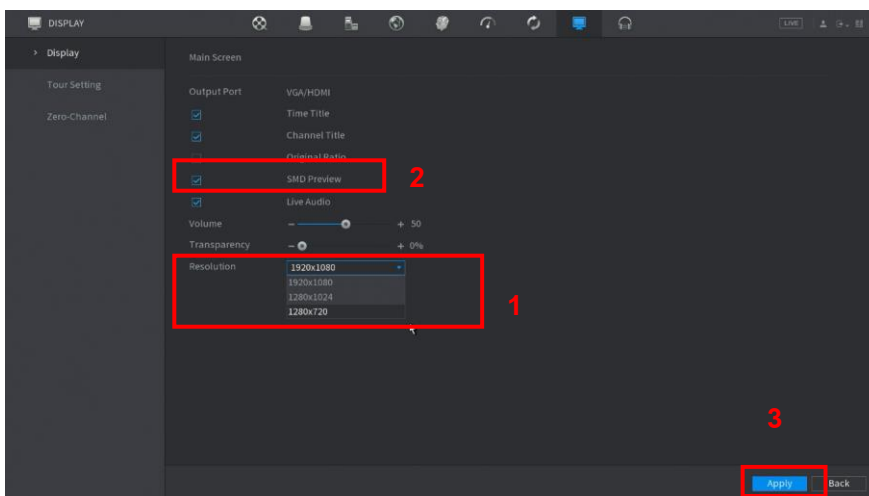 DISPLAY
LIVE
> Display
Tour Setting
Zero-Channel
Main Screen
Output Port VGA/HDMI
Time Title
Channel Title
Original Ratio
SMD Preview
2
Live Audio
Volume - + 50
Transparency - + 0%
Resolution 1920x1080
1920x1080
1280x1024
1280x720
1
3
Apply Back